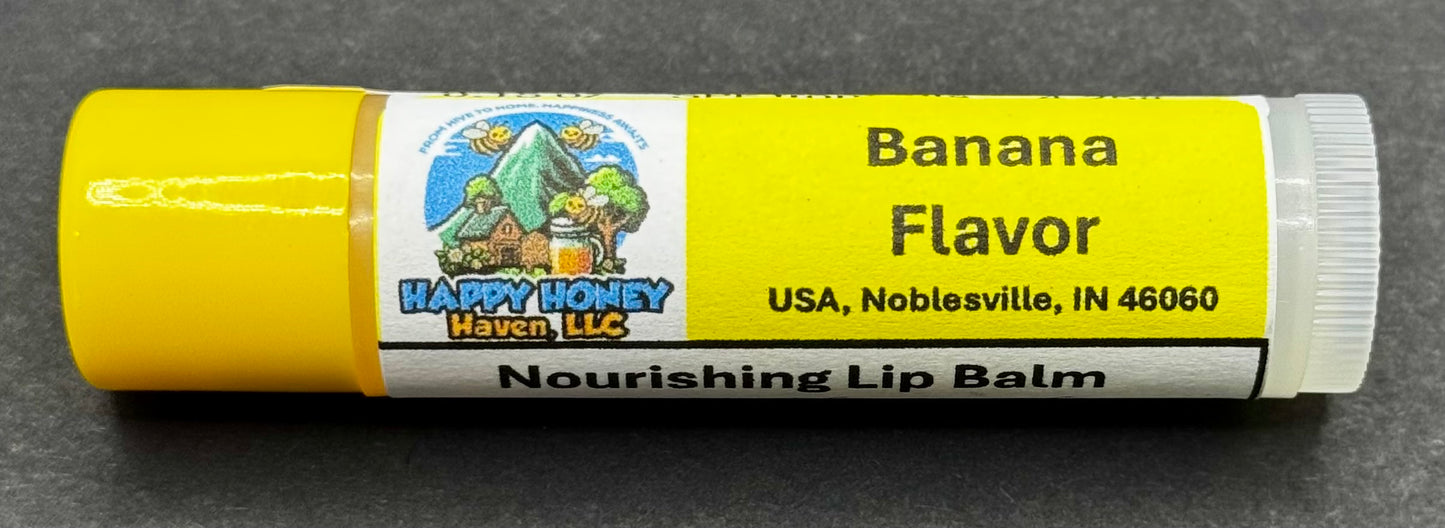 FROM HIVE TO HOME, HAPPINESS AWAITS
HAPPY HONEY
Haven, LLC
Banana
Flavor
USA, Noblesville, IN 46060
Nourishing Lip Balm